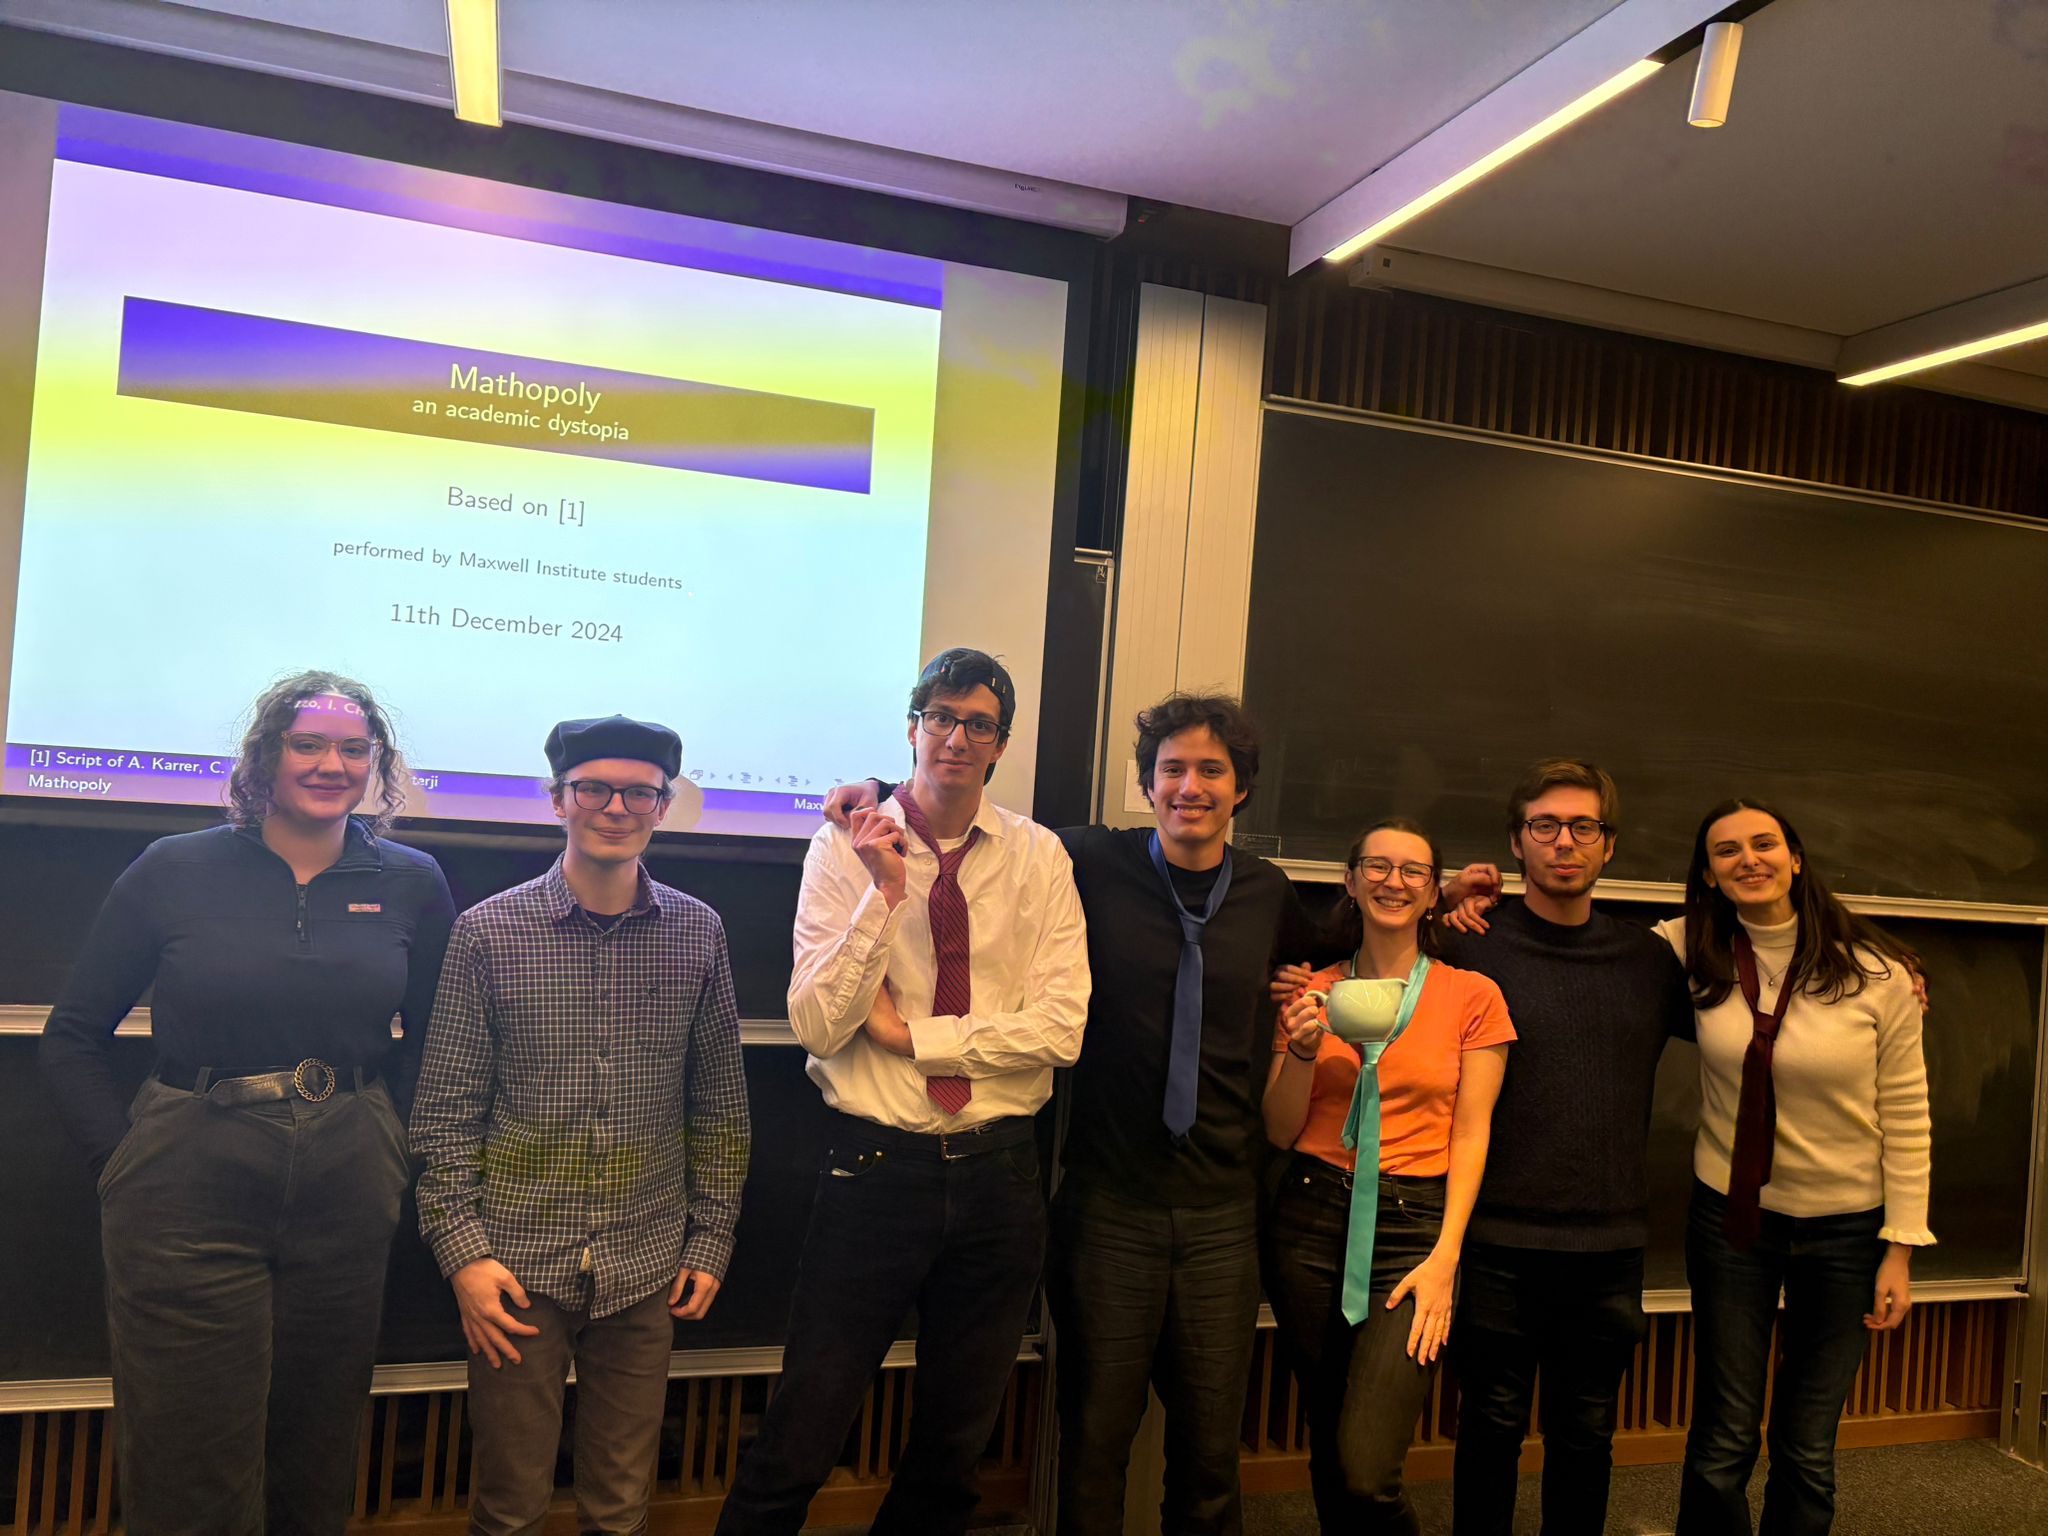 Mathopoly
an academic dystopia
Based on [1]
performed by Maxwell Institute students
11th December 2024
[1] Script of A. Karrer, C.
I.
Mathopoly